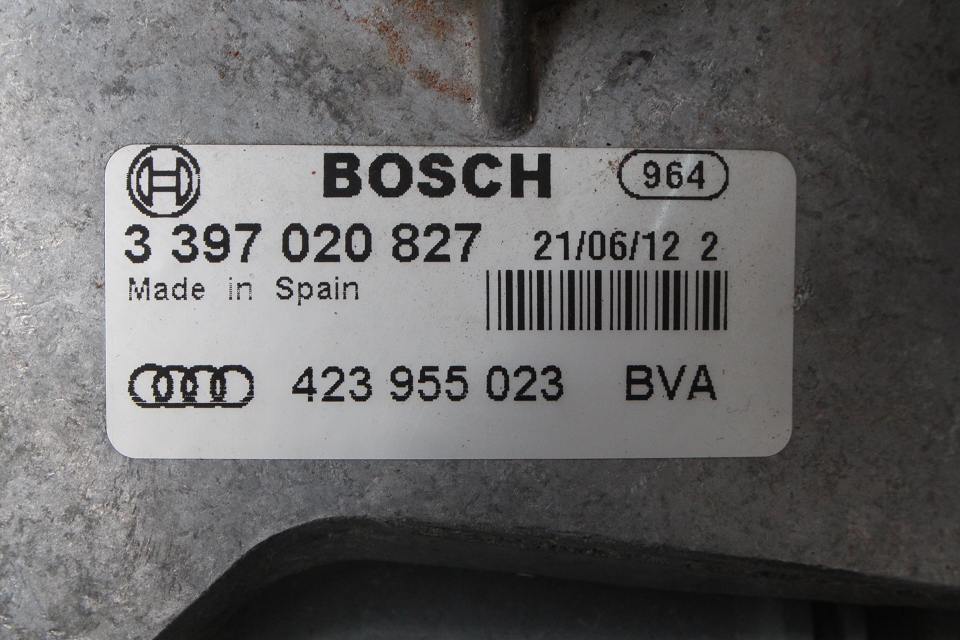 BOSCH 964
3 397 020 827 21/06/12 2
Made in Spain
423 955 023 BVA